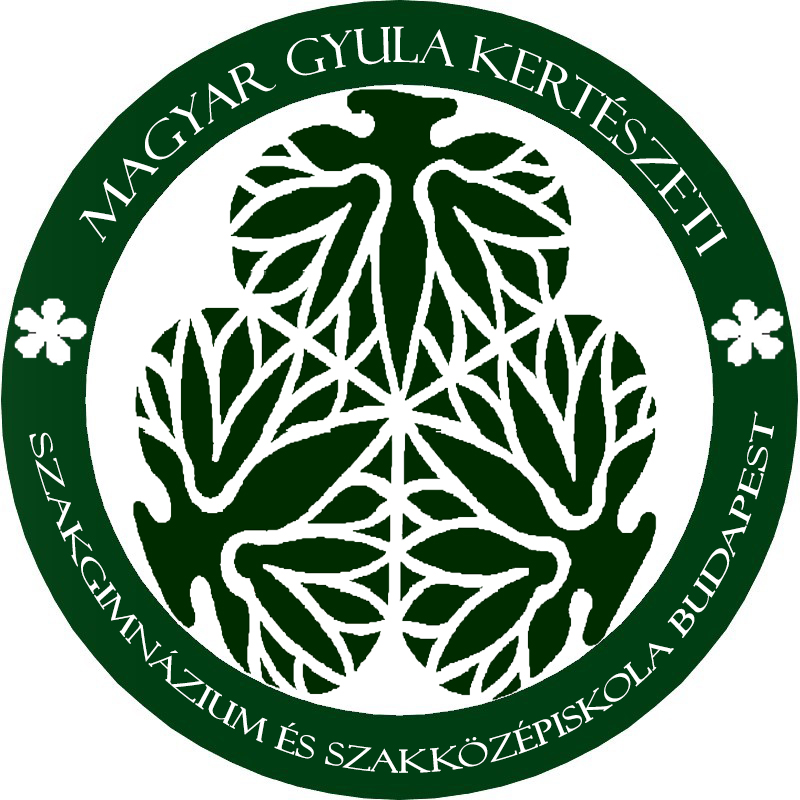 MAGYAR GYULA KERTÉSZETI
SZAKGIMNÁZIUM ÉS SZAKKÖZÉPISKOLA BUDAPEST